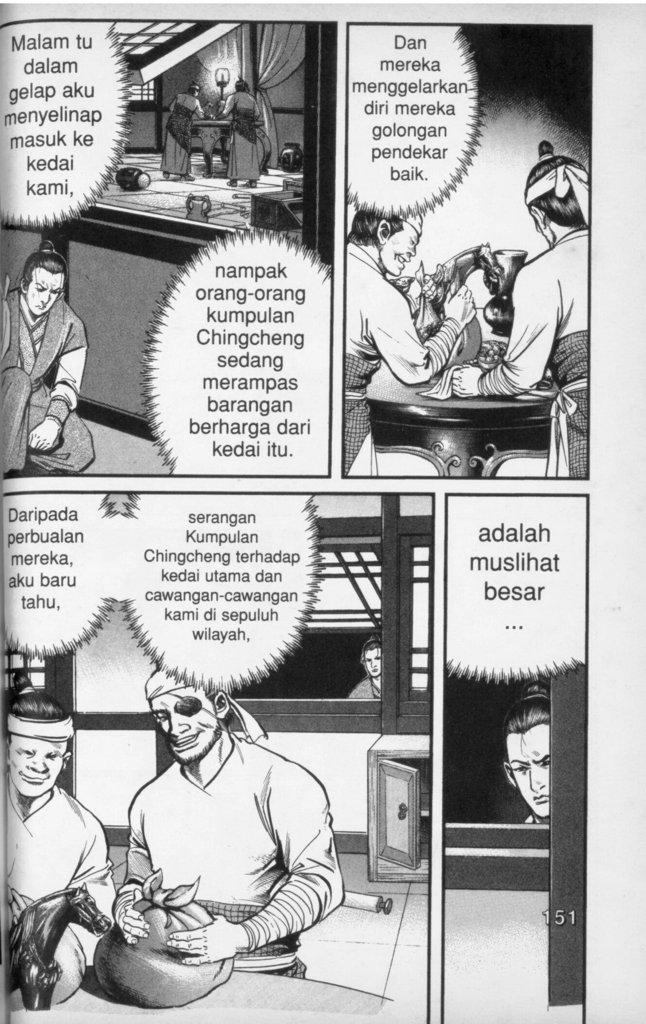 Malam tu
dalam
gelap aku
menyelinap
masuk ke
kedai
kami,
nampak
orang-orang
kumpulan
Chingcheng
sedang
merampas
barangan
berharga dari
kedai itu.
Dan
mereka
menggelarkan
diri mereka
golongan
pendekar
baik.
Daripada
perbualan
mereka,
aku baru
tahu,
serangan
Kumpulan
Chingcheng terhadap
kedai utama dan
cawangan-cawangan
kami di sepuluh
wilayah,
adalah
muslihat
besar
...
151